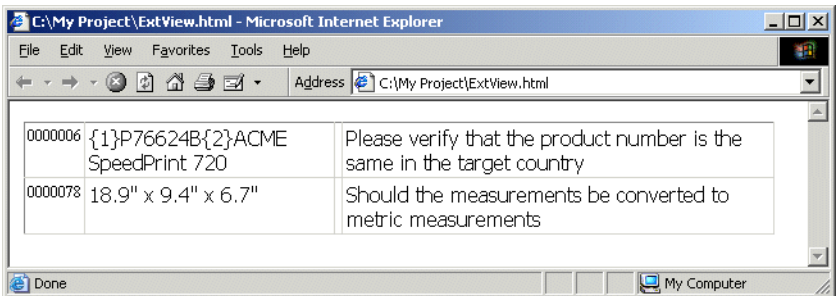 C:\My Project\ExtView.html - Microsoft Internet Explorer
File Edit View Favorites Tools Help
Address C:\My Project\ExtView.html
0000006 {1}P76624B{2}ACME Please verify that the product number is the
SpeedPrint 720 same in the target country
0000078 18.9" x 9.4" x 6.7" Should the measurements be converted to
metric measurements
Done My Computer